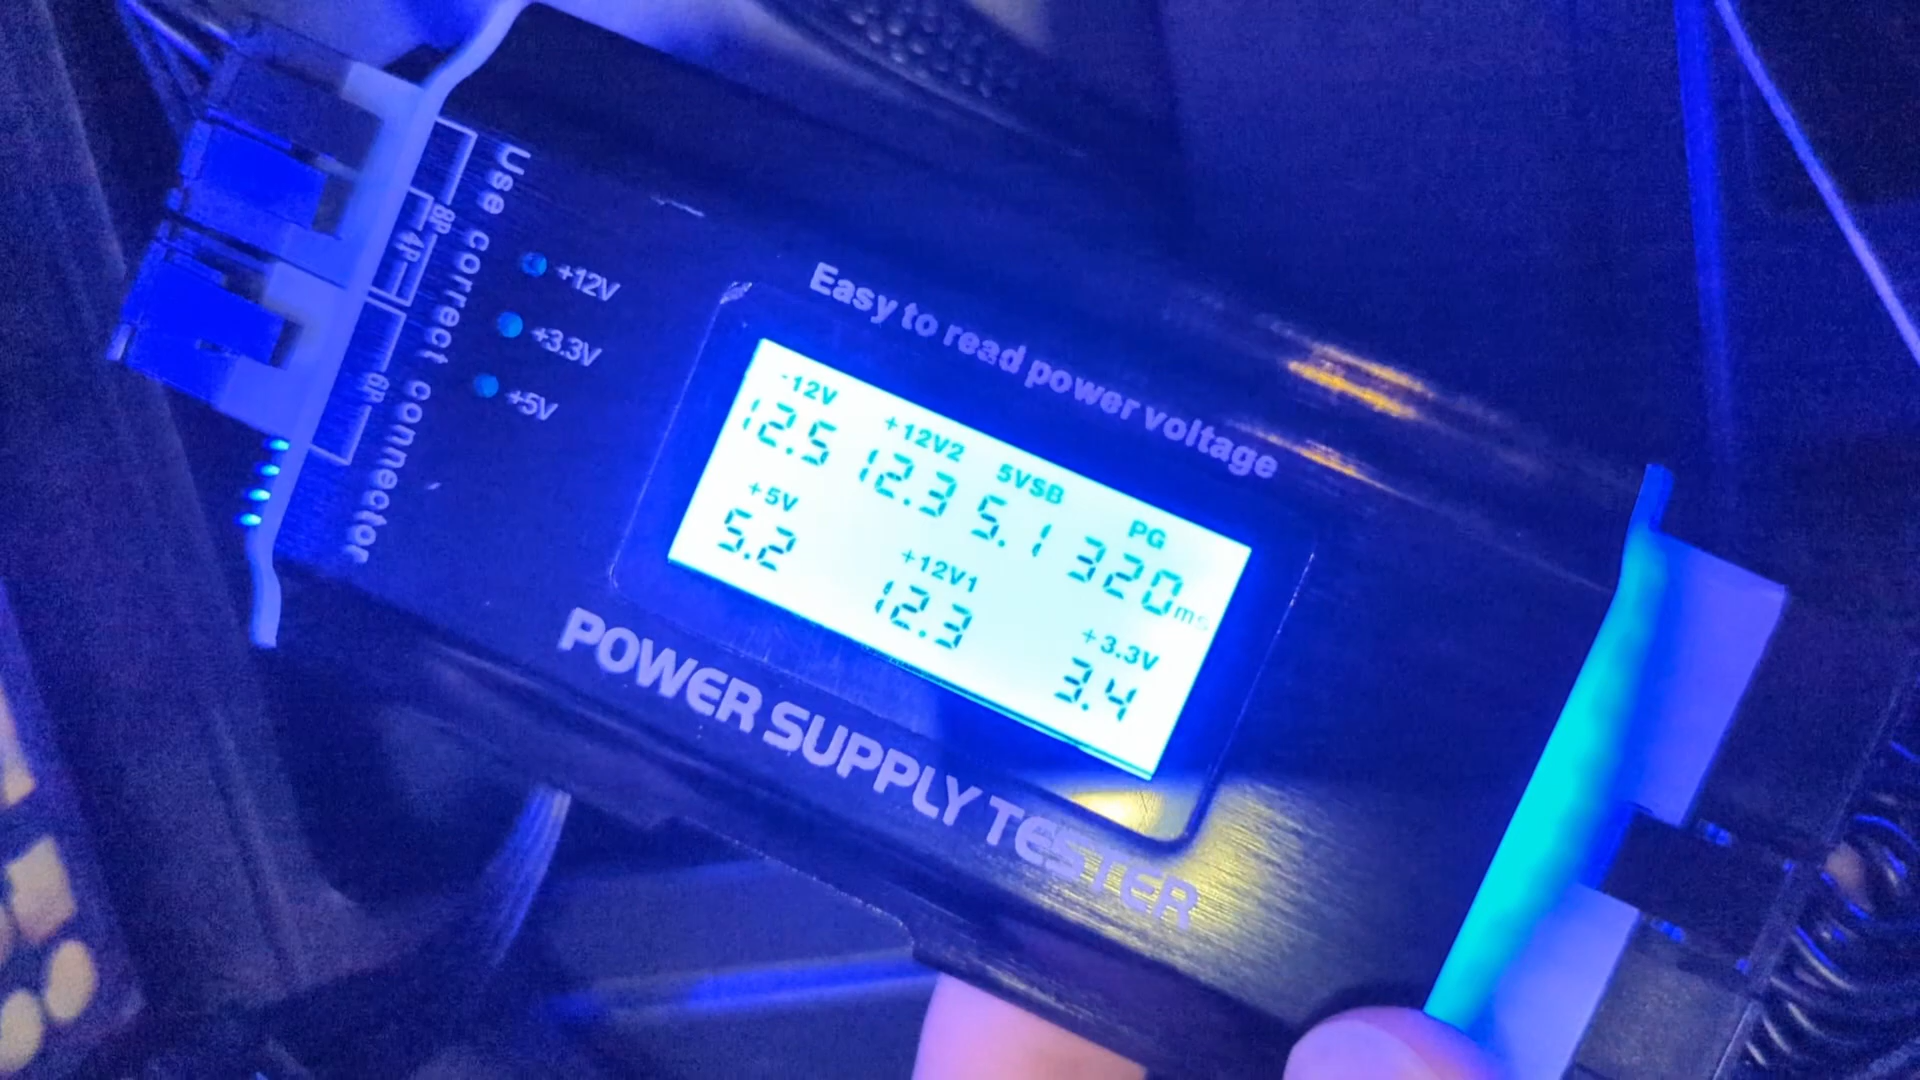 Use correct connector
8P
4P
6P
+12V
+3.3V
+5V
Easy to read power voltage
-12V +12V2 5VSB PG
12.5 12.3 5.1 320ms
+5V +12V1 +3.3V
5.2 12.3 3.4
POWER SUPPLY TESTER